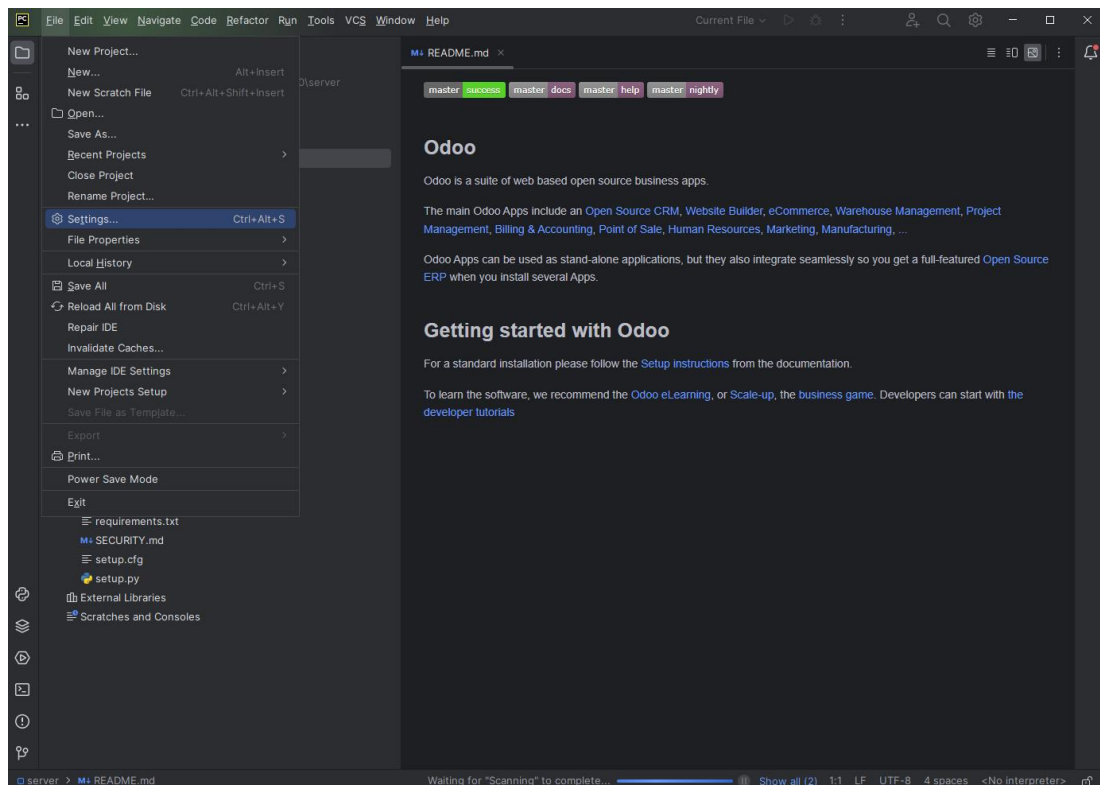 PC File Edit View Navigate Code Refactor Run Tools VCS Window Help Current File
New Project...
New... Alt+Insert
New Scratch File Ctrl+Alt+Shift+Insert
Open...
Save As...
Recent Projects
Close Project
Rename Project...
Settings... Ctrl+Alt+S
File Properties
Local History
Save All Ctrl+S
Reload All from Disk Ctrl+Alt+Y
Repair IDE
Invalidate Caches...
Manage IDE Settings
New Projects Setup
Save File as Template...
Export
Print...
Power Save Mode
Exit
\server
requirements.txt
M↓ SECURITY.md
setup.cfg
setup.py
External Libraries
Scratches and Consoles
M↓ README.md
master success master docs master help master nightly
Odoo
Odoo is a suite of web based open source business apps.
The main Odoo Apps include an Open Source CRM, Website Builder, eCommerce, Warehouse Management, Project
Management, Billing & Accounting, Point of Sale, Human Resources, Marketing, Manufacturing, ...
Odoo Apps can be used as stand-alone applications, but they also integrate seamlessly so you get a full-featured Open Source
ERP when you install several Apps.
Getting started with Odoo
For a standard installation please follow the Setup instructions from the documentation.
To learn the software, we recommend the Odoo eLearning, or Scale-up, the business game. Developers can start with the
developer tutorials
server > M↓ README.md Waiting for "Scanning" to complete... Show all (2) 1:1 LF UTF-8 4 spaces <No interpreter>